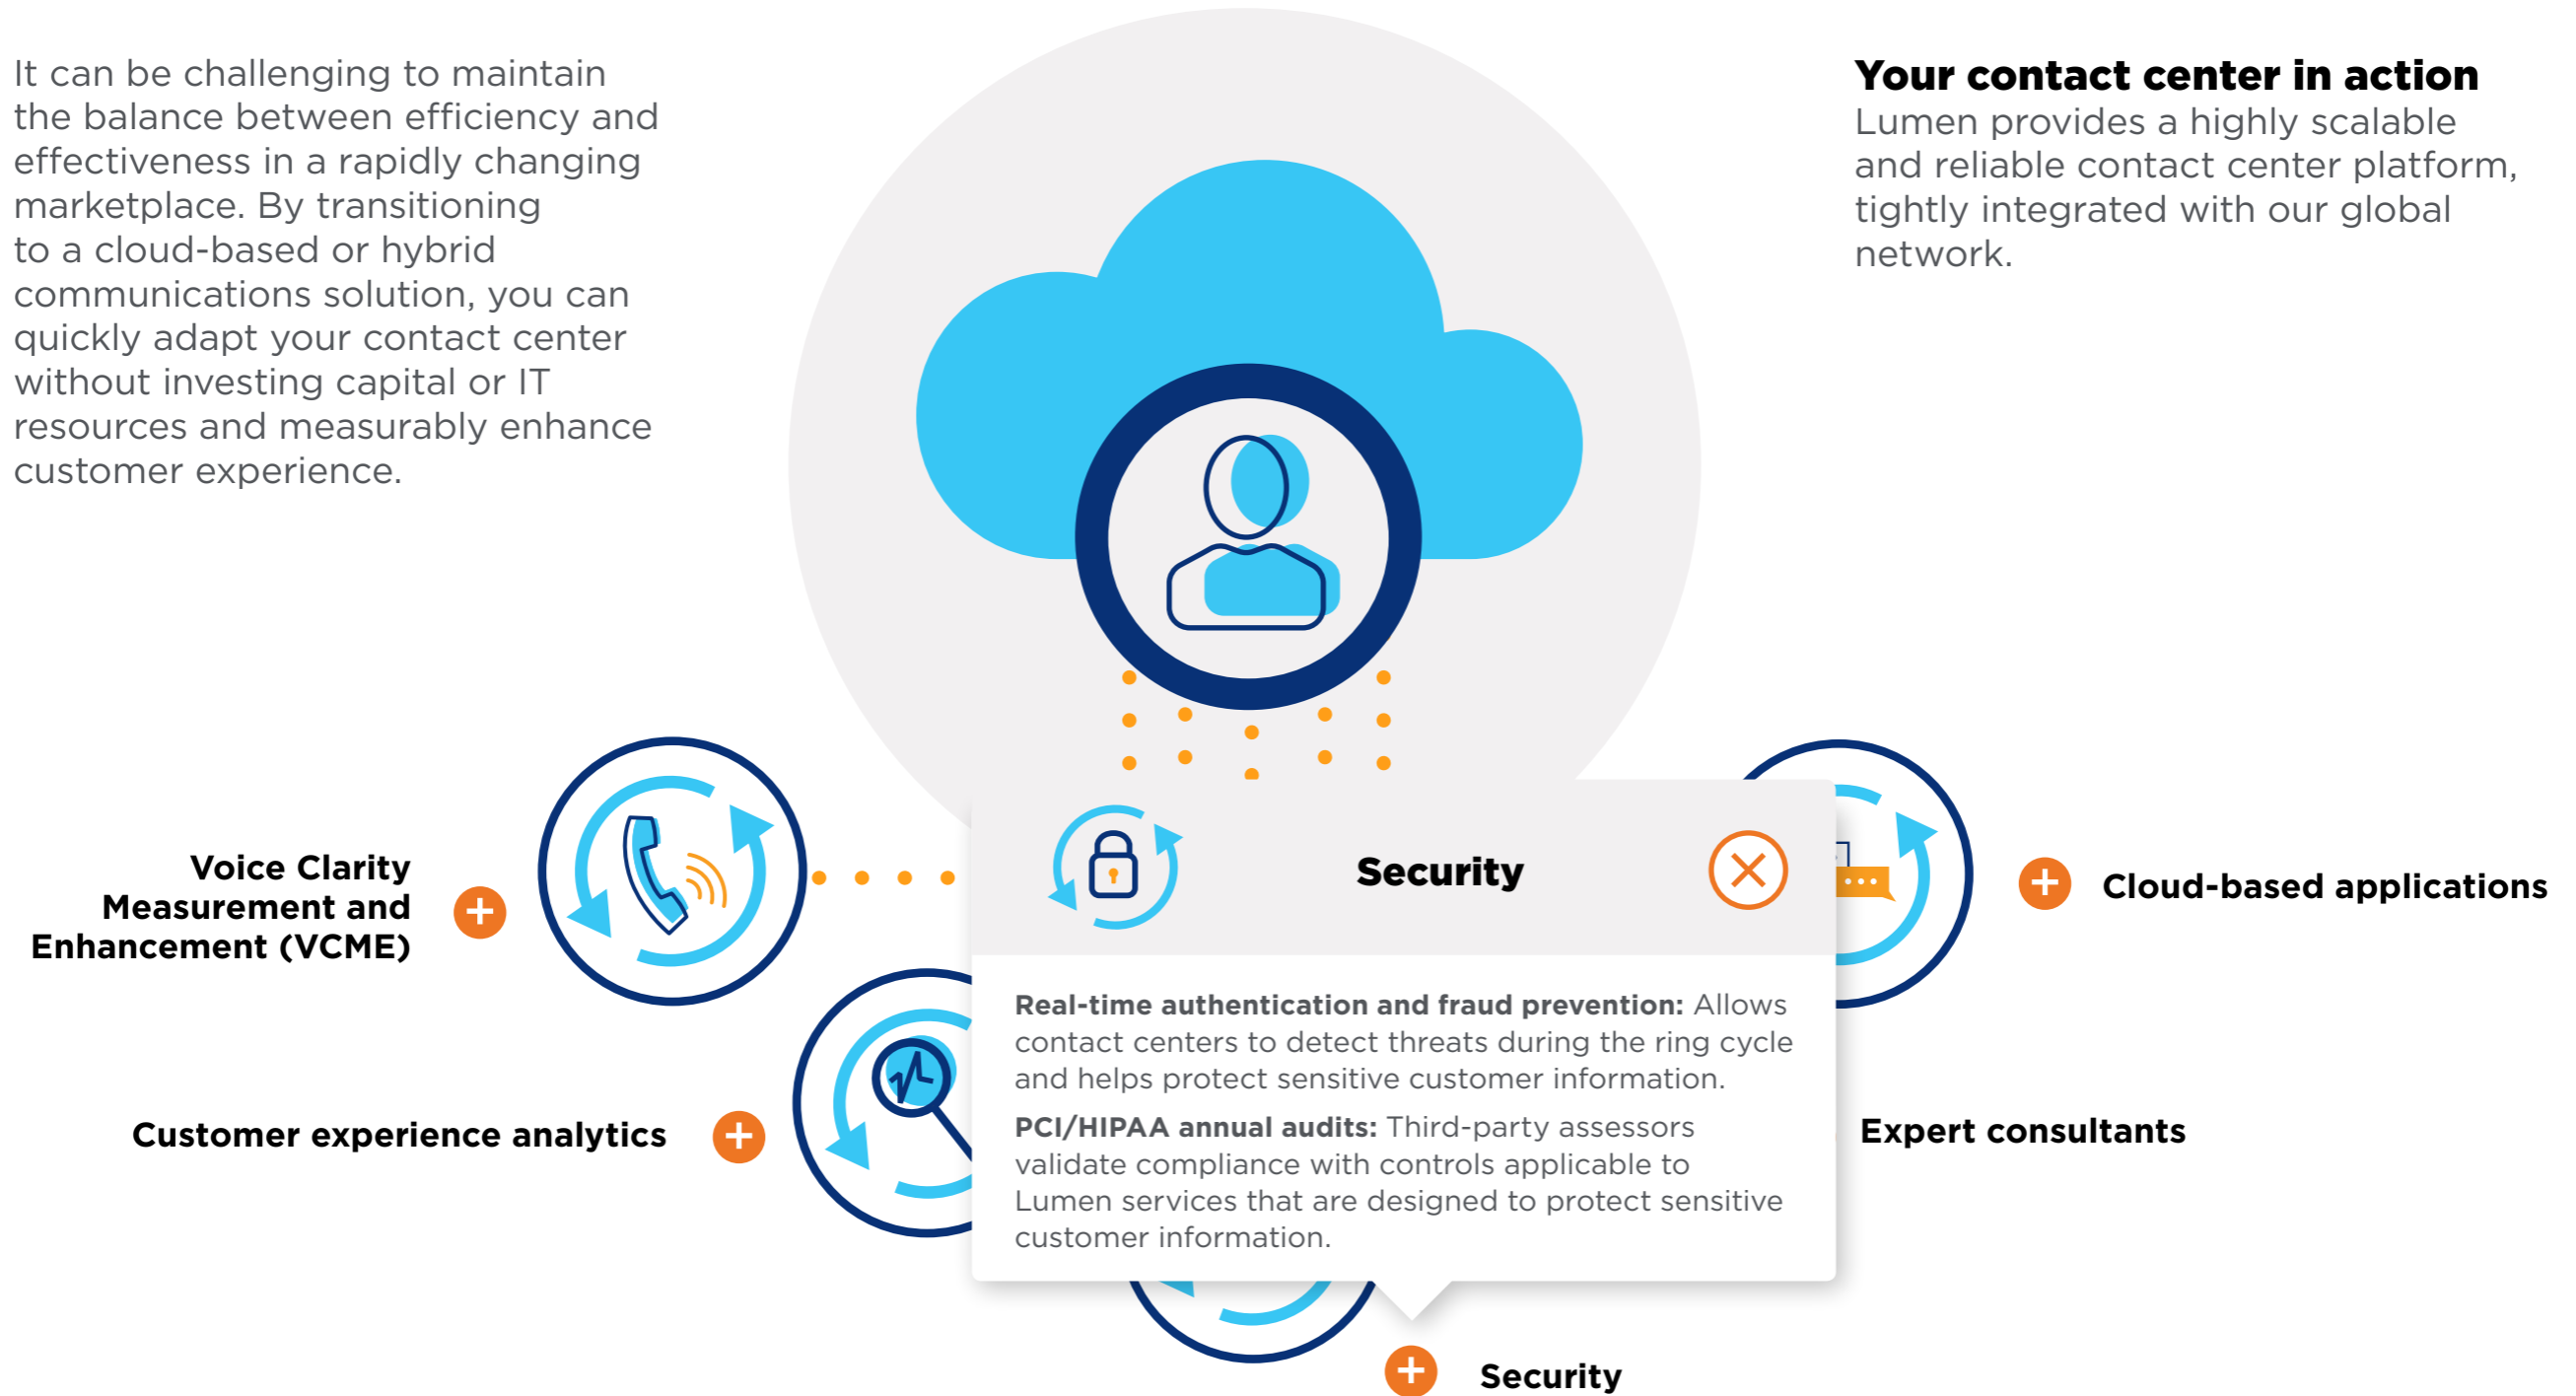 It can be challenging to maintain
the balance between efficiency and
effectiveness in a rapidly changing
marketplace. By transitioning
to a cloud-based or hybrid
communications solution, you can
quickly adapt your contact center
without investing capital or IT
resources and measurably enhance
customer experience.
Your contact center in action
Lumen provides a highly scalable
and reliable contact center platform,
tightly integrated with our global
network.
Voice Clarity
Measurement and
Enhancement (VCME)
Customer experience analytics
Security
Real-time authentication and fraud prevention: Allows
contact centers to detect threats during the ring cycle
and helps protect sensitive customer information.
PCI/HIPAA annual audits: Third-party assessors
validate compliance with controls applicable to
Lumen services that are designed to protect sensitive
customer information.
Cloud-based applications
Expert consultants
Security